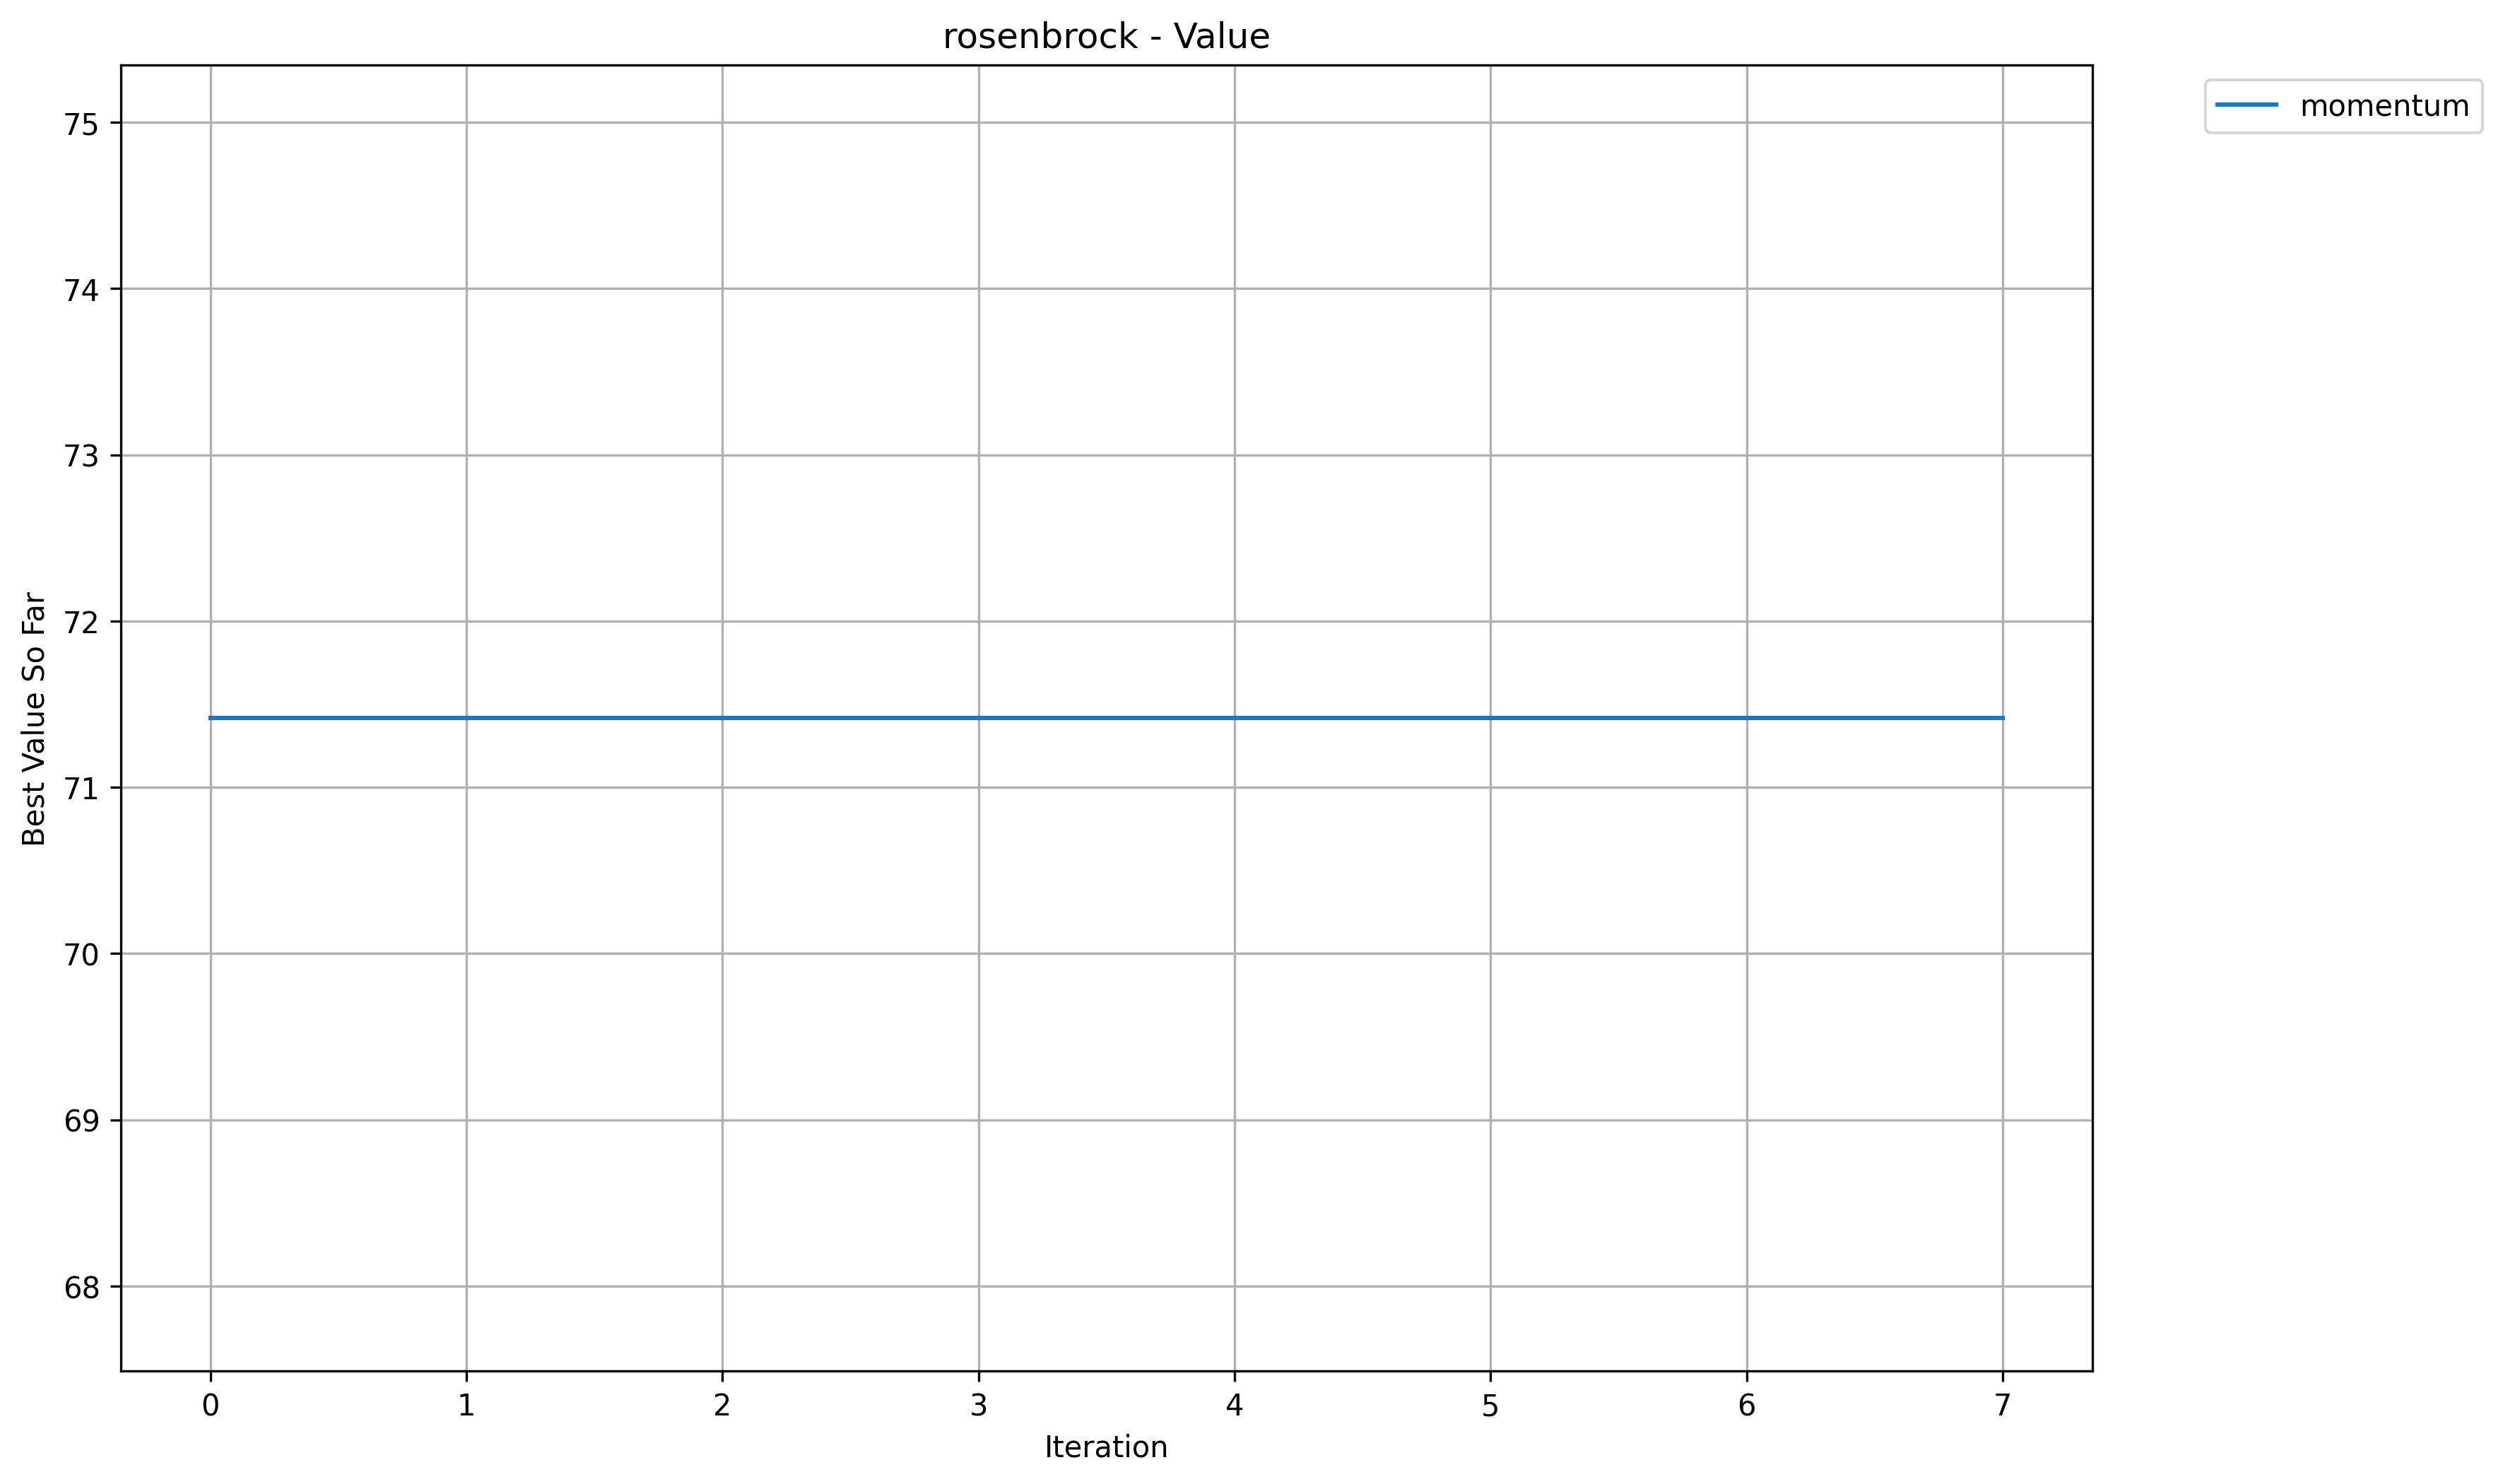 rosenbrock - Value
momentum
Best Value So Far
75
74
73
72
71
70
69
68
0 1 2 3 4 5 6 7
Iteration